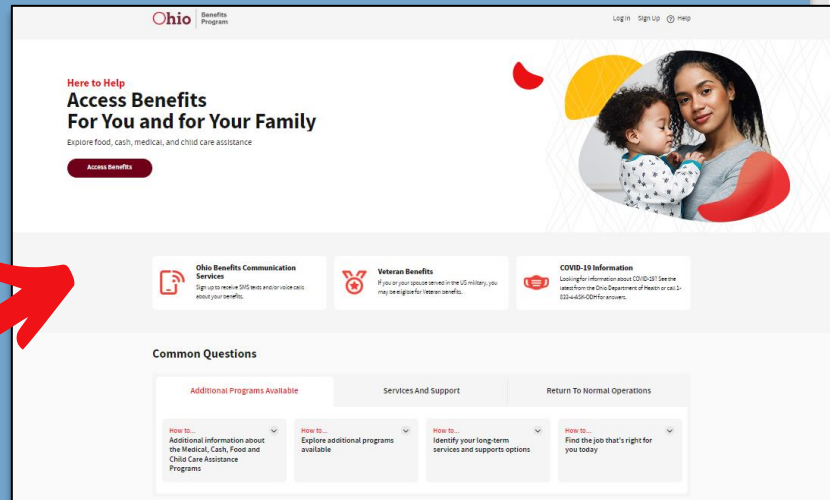 Ohio
Benefits
Program
Log In Sign Up ? Help
Here to Help
Access Benefits
For You and for Your Family
Explore food, cash, medical, and child care assistance
Access Benefits
Ohio Benefits Communication
Services
Sign up to receive SMS texts and/or voice calls
about your benefits.
Veteran Benefits
If you or your spouse served in the US military, you
may be eligible for Veteran benefits.
COVID-19 Information
Looking for information about COVID-19? See the
latest from the Ohio Department of Health or call 1-
833-4-ASK-ODH for answers.
Common Questions
Additional Programs Available
Services And Support
Return To Normal Operations
How to...
Additional information about
the Medical, Cash, Food and
Child Care Assistance
Programs
How to...
Explore additional programs
available
How to...
Identify your long-term
services and supports options
How to...
Find the job that's right for
you today